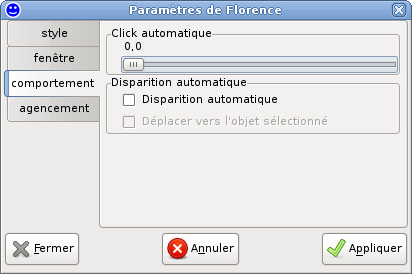 Paramètres de Florence
style
fenêtre
comportement
agencement
Click automatique
0,0
Disparition automatique
Disparition automatique
Déplacer vers l'objet sélectionné
Fermer
Annuler
Appliquer